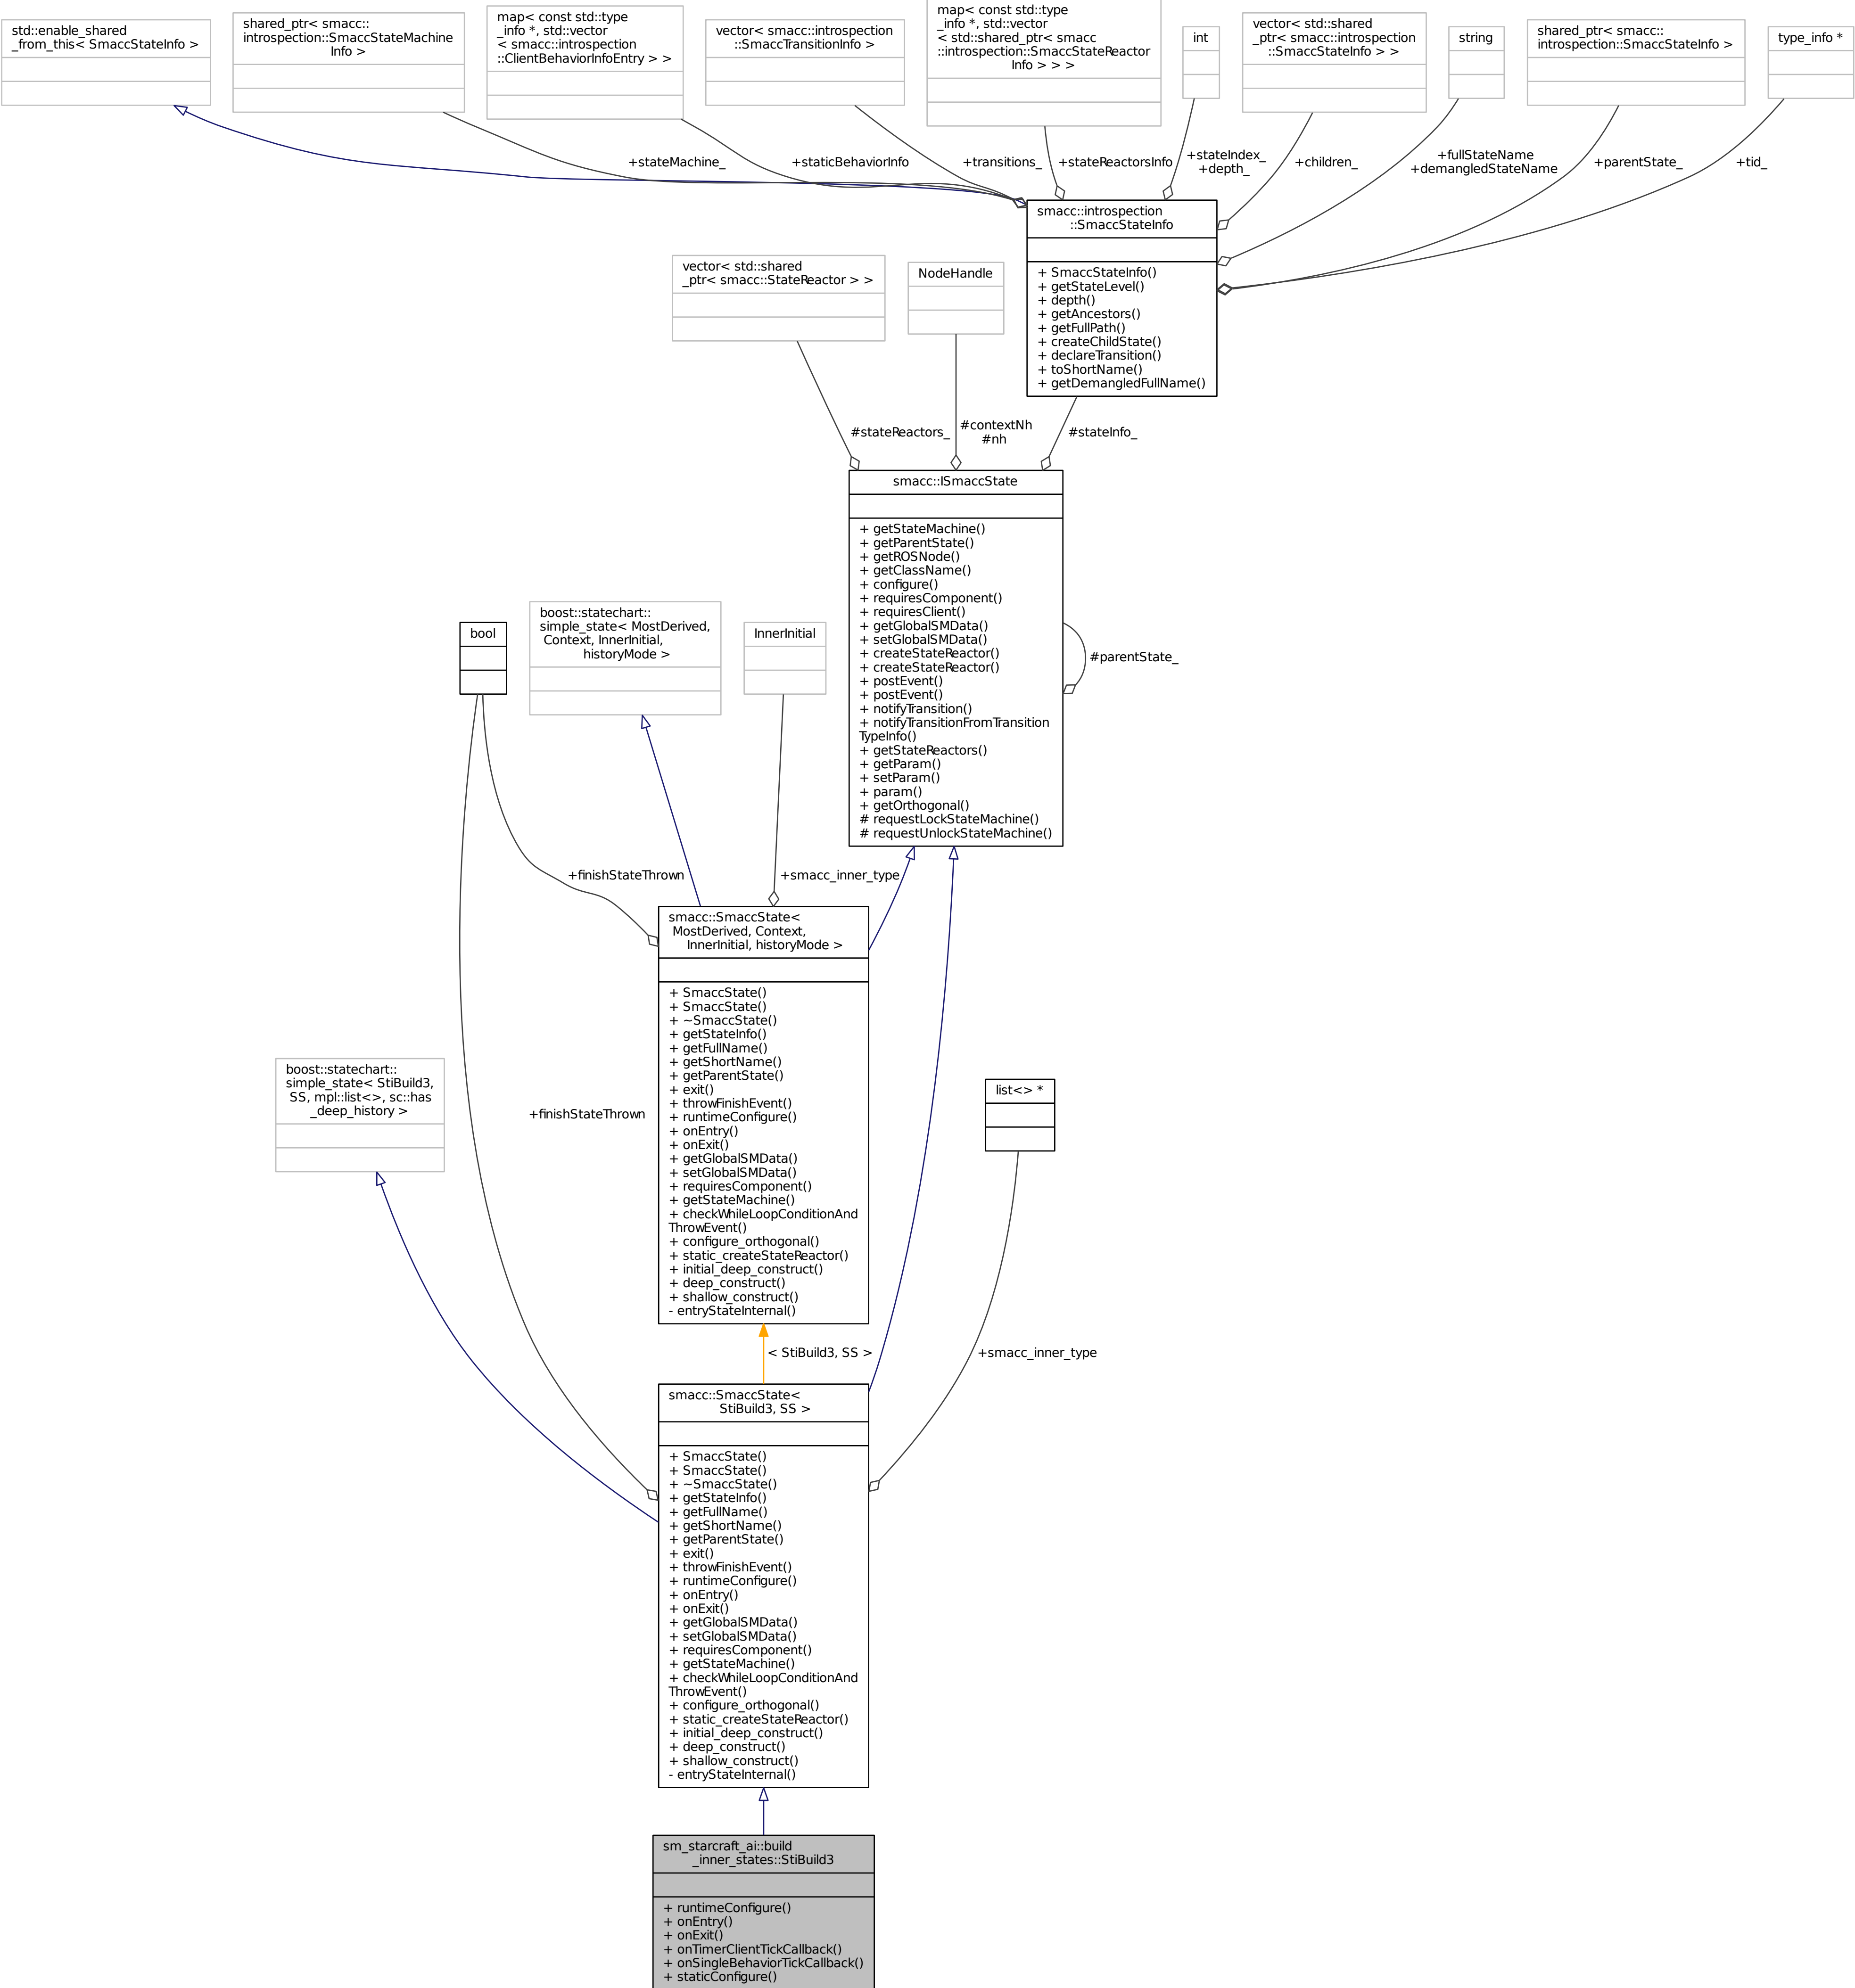 std::enable_shared
_from_this< SmaccStateInfo >
shared_ptr< smacc::
introspection::SmaccStateMachine
Info >
map< const std::type
_info *, std::vector
< smacc::introspection
::ClientBehaviorInfoEntry > >
vector< smacc::introspection
::SmaccTransitionInfo >
map< const std::type
_info *, std::vector
< std::shared_ptr< smacc
::introspection::SmaccStateReactor
Info > > >
int
vector< std::shared
_ptr< smacc::introspection
::SmaccStateInfo > >
string
shared_ptr< smacc::
introspection::SmaccStateInfo >
type_info *
+stateMachine_
+staticBehaviorInfo
+transitions_
+stateReactorsInfo
+stateIndex_
+depth_
+children_
+fullStateName
+demangledStateName
+parentState_
+tid_
smacc::introspection
::SmaccStateInfo
+ SmaccStateInfo()
+ getStateLevel()
+ depth()
+ getAncestors()
+ getFullPath()
+ createChildState()
+ declareTransition()
+ toShortName()
+ getDemangledFullName()
vector< std::shared
_ptr< smacc::StateReactor > >
NodeHandle
#stateReactors_
#contextNh
#nh
#stateInfo_
smacc::ISmaccState
+ getStateMachine()
+ getParentState()
+ getROSNode()
+ getClassName()
+ configure()
+ requiresComponent()
+ requiresClient()
+ getGlobalSMData()
+ setGlobalSMData()
+ createStateReactor()
+ createStateReactor()
+ postEvent()
+ postEvent()
+ notifyTransition()
+ notifyTransitionFromTransition
TypeInfo()
+ getStateReactors()
+ getParam()
+ setParam()
+ param()
+ getOrthogonal()
# requestLockStateMachine()
# requestUnlockStateMachine()
#parentState_
bool
boost::statechart::
simple_state< MostDerived,
Context, InnerInitial,
historyMode >
InnerInitial
+finishStateThrown
+smacc_inner_type
smacc::SmaccState<
MostDerived, Context,
InnerInitial, historyMode >
+ SmaccState()
+ SmaccState()
+ ~SmaccState()
+ getStateInfo()
+ getFullName()
+ getShortName()
+ getParentState()
+ exit()
+ throwFinishEvent()
+ runtimeConfigure()
+ onEntry()
+ onExit()
+ getGlobalSMData()
+ setGlobalSMData()
+ requiresComponent()
+ getStateMachine()
+ checkWhileLoopConditionAnd
ThrowEvent()
+ configure_orthogonal()
+ static_createStateReactor()
+ initial_deep_construct()
+ deep_construct()
+ shallow_construct()
- entryStateInternal()
boost::statechart::
simple_state< StiBuild3,
SS, mpl::list<>, sc::has
_deep_history >
+finishStateThrown
list<> *
< StiBuild3, SS >
+smacc_inner_type
smacc::SmaccState<
StiBuild3, SS >
+ SmaccState()
+ SmaccState()
+ ~SmaccState()
+ getStateInfo()
+ getFullName()
+ getShortName()
+ getParentState()
+ exit()
+ throwFinishEvent()
+ runtimeConfigure()
+ onEntry()
+ onExit()
+ getGlobalSMData()
+ setGlobalSMData()
+ requiresComponent()
+ getStateMachine()
+ checkWhileLoopConditionAnd
ThrowEvent()
+ configure_orthogonal()
+ static_createStateReactor()
+ initial_deep_construct()
+ deep_construct()
+ shallow_construct()
- entryStateInternal()
sm_starcraft_ai::build
_inner_states::StiBuild3
+ runtimeConfigure()
+ onEntry()
+ onExit()
+ onTimerClientTickCallback()
+ onSingleBehaviorTickCallback()
+ staticConfigure()